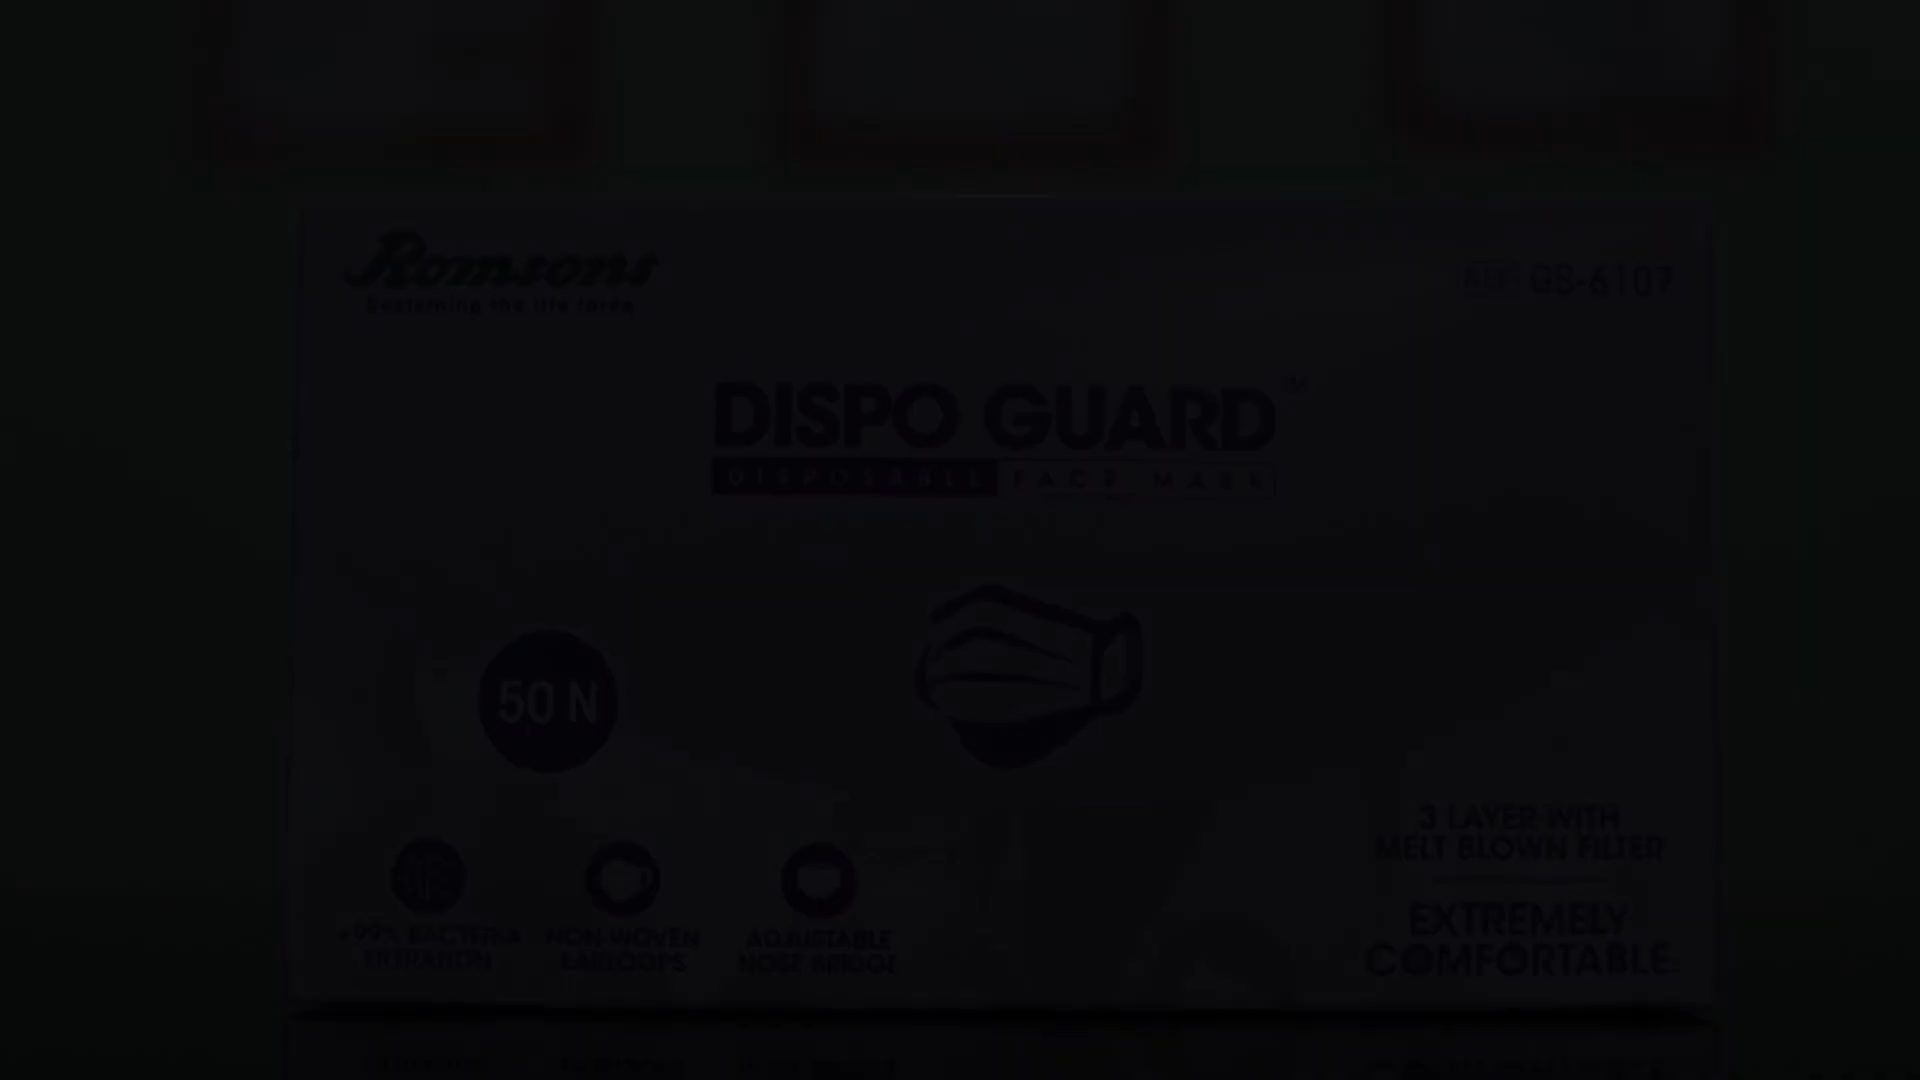 Romsons
Sustaining the life force
REF GS-6107
DISPO GUARD™
DISPOSABLE FACE MASK
50 N
3 LAYER WITH
MELT BLOWN FILTER
EXTREMELY
COMFORTABLE
>99% BACTERIA
FILTRATION
NON-WOVEN
EARLOOPS
ADJUSTABLE
NOSE BRIDGE